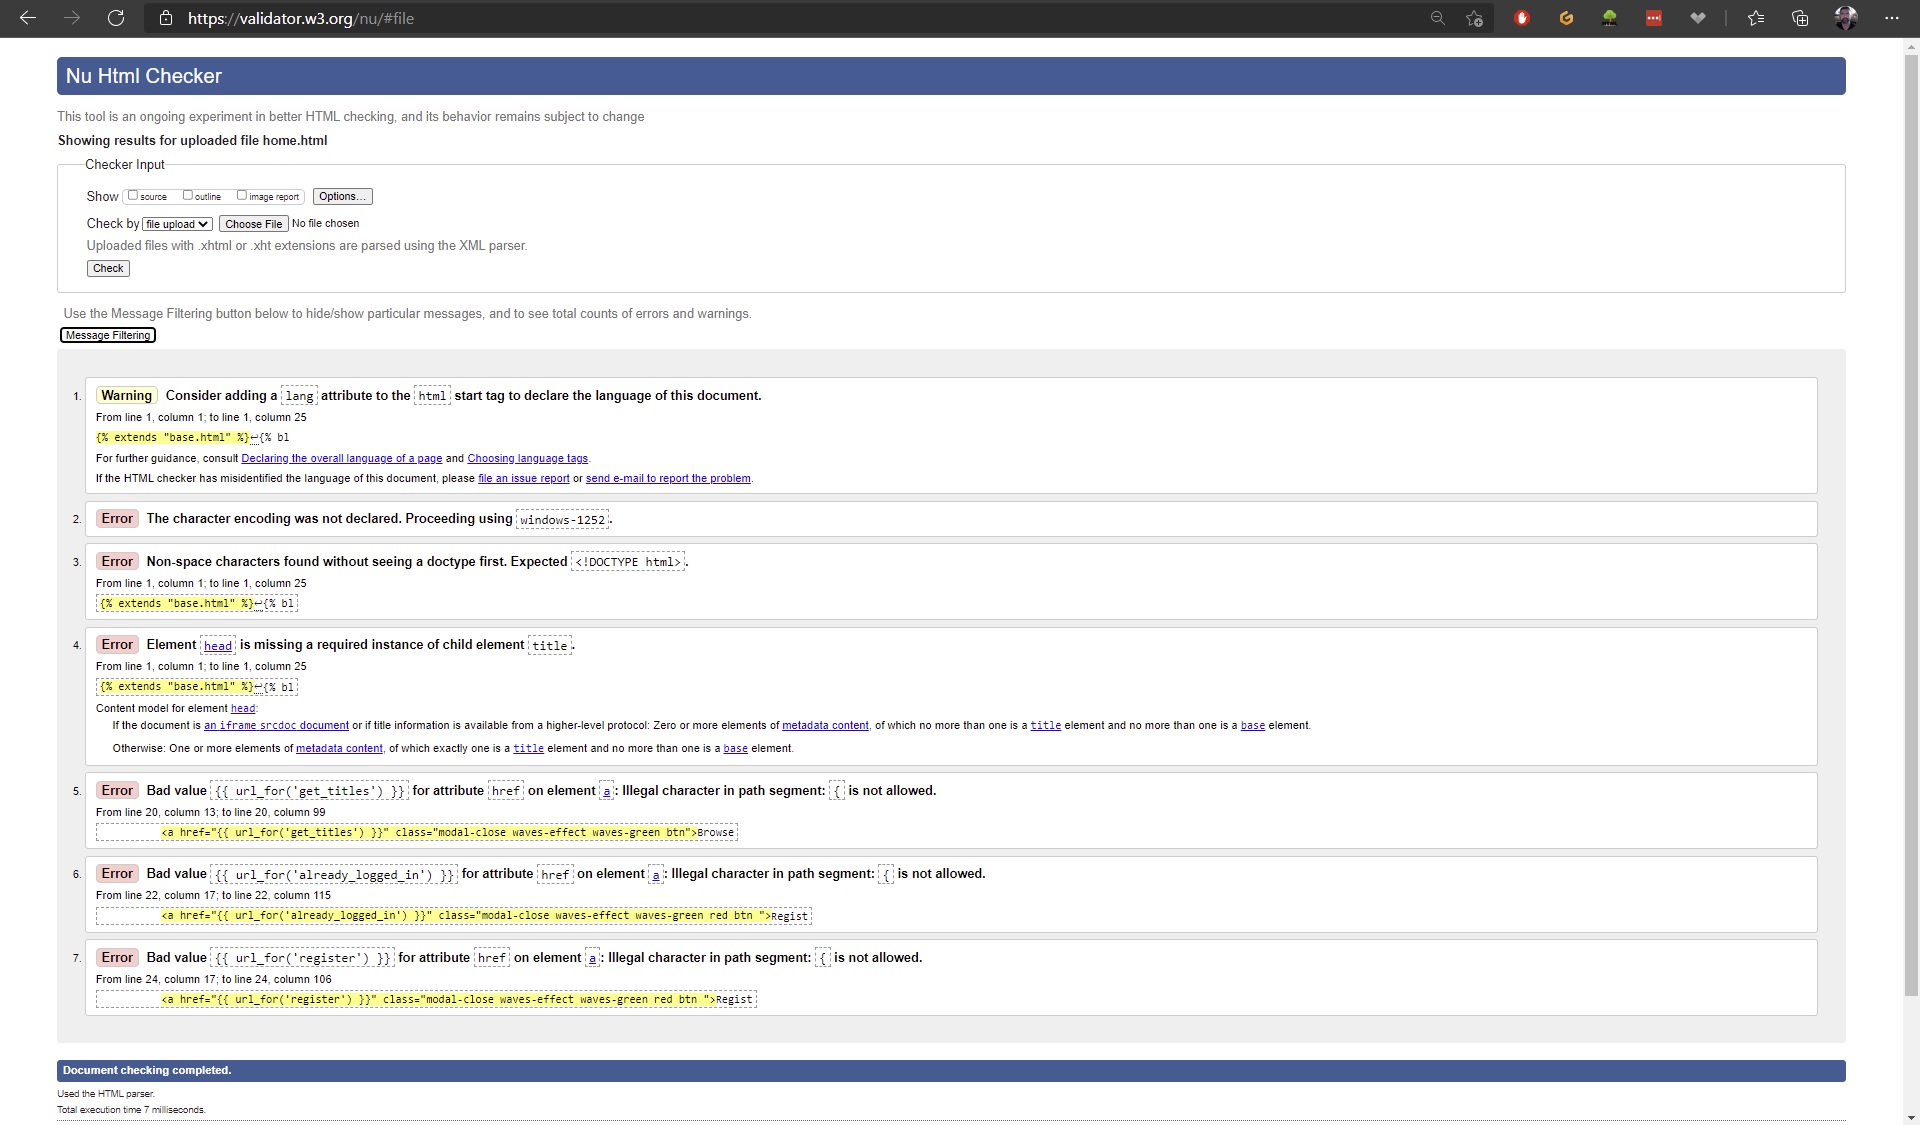 https://validator.w3.org/nu/#file
Nu Html Checker
This tool is an ongoing experiment in better HTML checking, and its behavior remains subject to change
Showing results for uploaded file home.html
Checker Input
Show source outline image report Options...
Check by file upload Choose File No file chosen
Uploaded files with .xhtml or .xht extensions are parsed using the XML parser.
Check
Use the Message Filtering button below to hide/show particular messages, and to see total counts of errors and warnings.
Message Filtering
1. Warning Consider adding a lang attribute to the html start tag to declare the language of this document.
From line 1, column 1; to line 1, column 25
{% extends "base.html" %}↩{% bl
For further guidance, consult Declaring the overall language of a page and Choosing language tags.
If the HTML checker has misidentified the language of this document, please file an issue report or send e-mail to report the problem.
2. Error The character encoding was not declared. Proceeding using windows-1252.
3. Error Non-space characters found without seeing a doctype first. Expected <!DOCTYPE html>.
From line 1, column 1; to line 1, column 25
{% extends "base.html" %}↩{% bl
4. Error Element head is missing a required instance of child element title.
From line 1, column 1; to line 1, column 25
{% extends "base.html" %}↩{% bl
Content model for element head:
If the document is an iframe srcdoc document or if title information is available from a higher-level protocol: Zero or more elements of metadata content, of which no more than one is a title element and no more than one is a base element.
Otherwise: One or more elements of metadata content, of which exactly one is a title element and no more than one is a base element.
5. Error Bad value {{ url_for('get_titles') }} for attribute href on element a: Illegal character in path segment: { is not allowed.
From line 20, column 13; to line 20, column 99
<a href="{{ url_for('get_titles') }}" class="modal-close waves-effect waves-green btn">Browse
6. Error Bad value {{ url_for('already_logged_in') }} for attribute href on element a: Illegal character in path segment: { is not allowed.
From line 22, column 17; to line 22, column 115
<a href="{{ url_for('already_logged_in') }}" class="modal-close waves-effect waves-green red btn ">Regist
7. Error Bad value {{ url_for('register') }} for attribute href on element a: Illegal character in path segment: { is not allowed.
From line 24, column 17; to line 24, column 106
<a href="{{ url_for('register') }}" class="modal-close waves-effect waves-green red btn ">Regist
Document checking completed.
Used the HTML parser.
Total execution time 7 milliseconds.